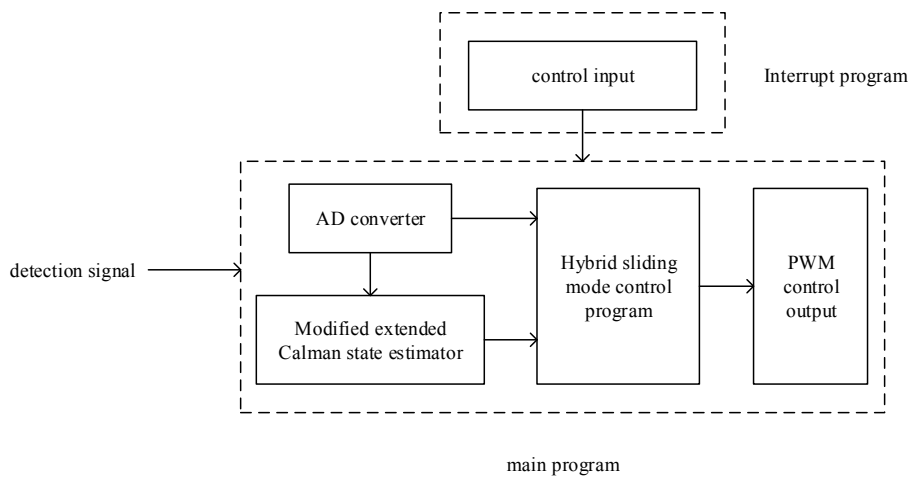 control input
Interrupt program
AD converter
detection signal
Modified extended
Calman state estimator
Hybrid sliding
mode control
program
PWM
control
output
main program